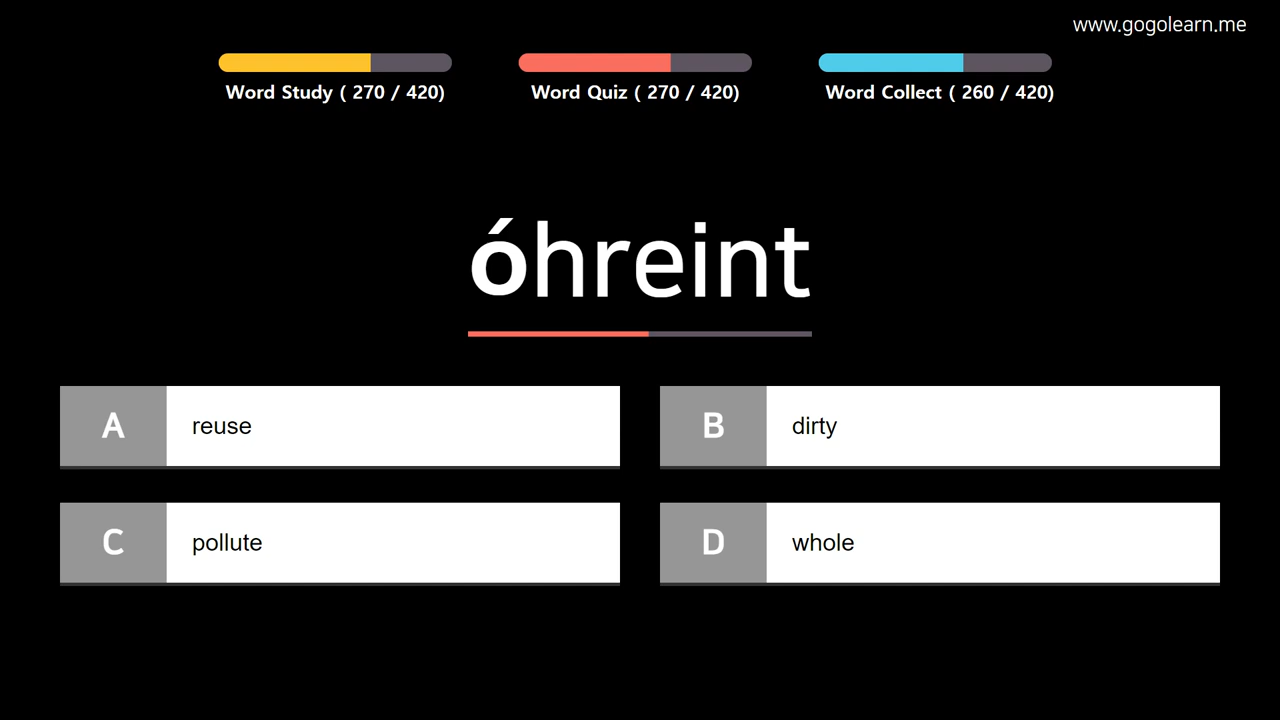 www.gogolearn.me
Word Study ( 270 / 420)
Word Quiz ( 270 / 420)
Word Collect ( 260 / 420)
óhreint
A
reuse
B
dirty
C
pollute
D
whole